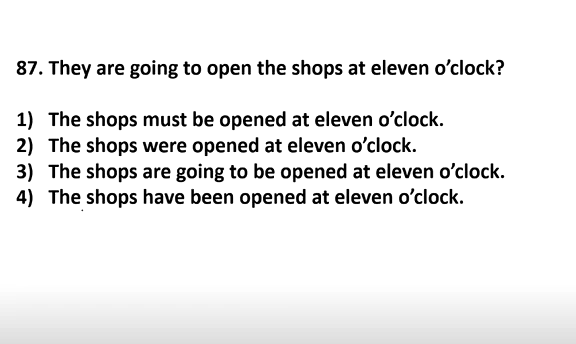 87. They are going to open the shops at eleven o’clock?
1) The shops must be opened at eleven o’clock.
2) The shops were opened at eleven o’clock.
3) The shops are going to be opened at eleven o’clock.
4) The shops have been opened at eleven o’clock.